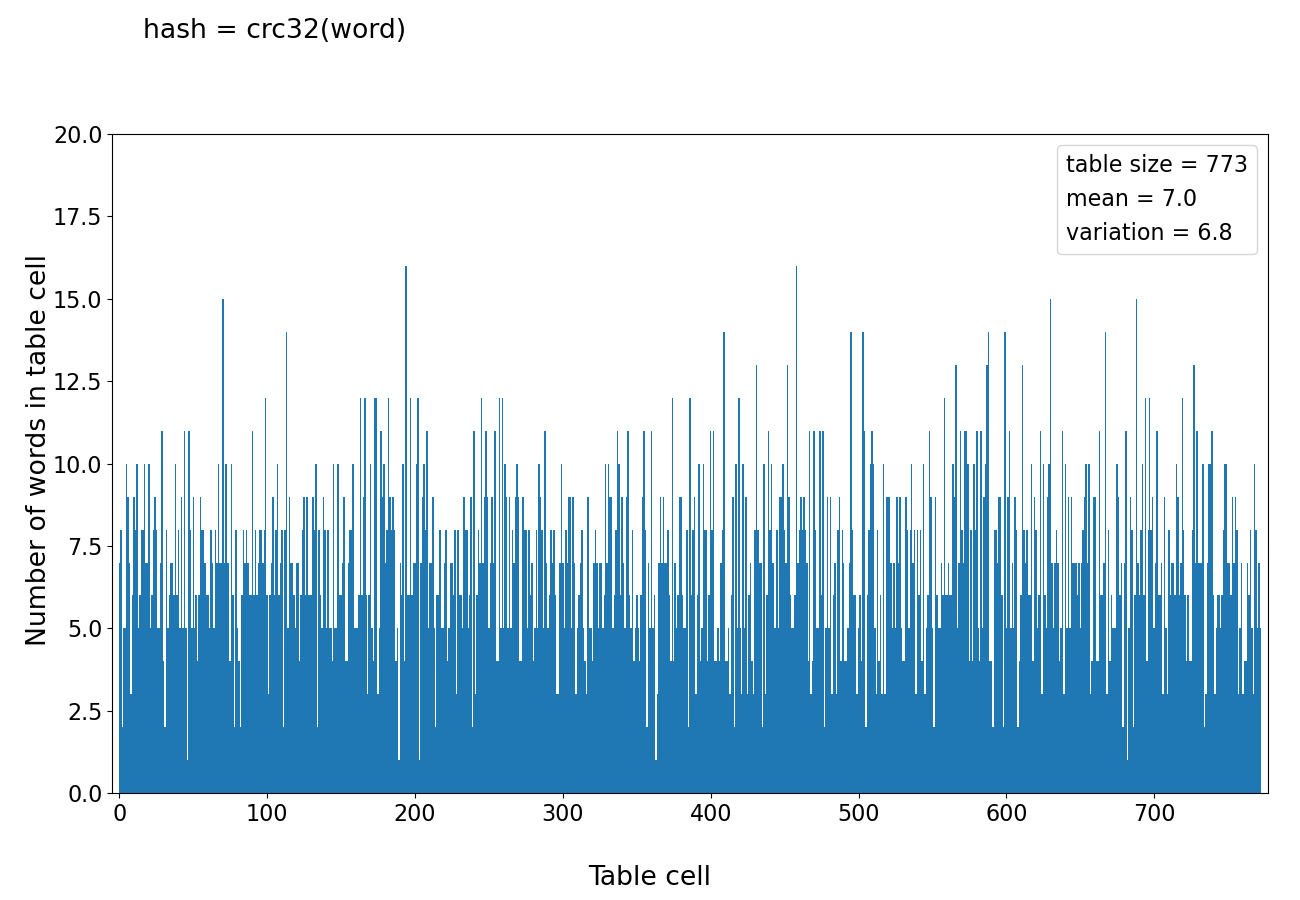 hash = crc32(word)
20.0
17.5
15.0
12.5
10.0
7.5
5.0
2.5
0.0
Number of words in table cell
table size = 773
mean = 7.0
variation = 6.8
0 100 200 300 400 500 600 700
Table cell